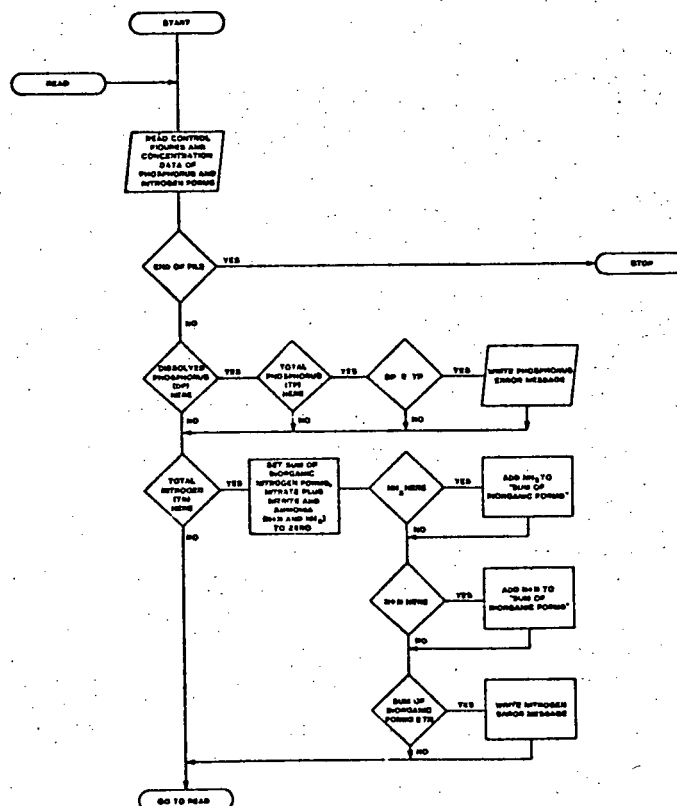 START
READ
READ CONTROL
FIGURES AND
CONCENTRATION
DATA OF
PHOSPHORUS AND
NITROGEN FORMS
END OF FILE
YES
STOP
NO
DISSOLVED
PHOSPHORUS
(DP)
HERE
YES
TOTAL
PHOSPHORUS
(TP)
HERE
YES
DP ≥ TP
YES
WRITE PHOSPHORUS
ERROR MESSAGE
NO
NO
NO
TOTAL
NITROGEN
(TN)
HERE
YES
SET SUM OF
INORGANIC
NITROGEN FORMS,
NITRATE PLUS
NITRITE AND
AMMONIA
(N+N AND NH3)
TO ZERO
NH3 HERE
YES
ADD NH3 TO
"SUM OF
INORGANIC FORMS"
NO
NO
N+N HERE
YES
ADD N+N TO
"SUM OF
INORGANIC FORMS"
NO
SUM OF
INORGANIC
FORMS ≥ TN
YES
WRITE NITROGEN
ERROR MESSAGE
NO
GO TO READ